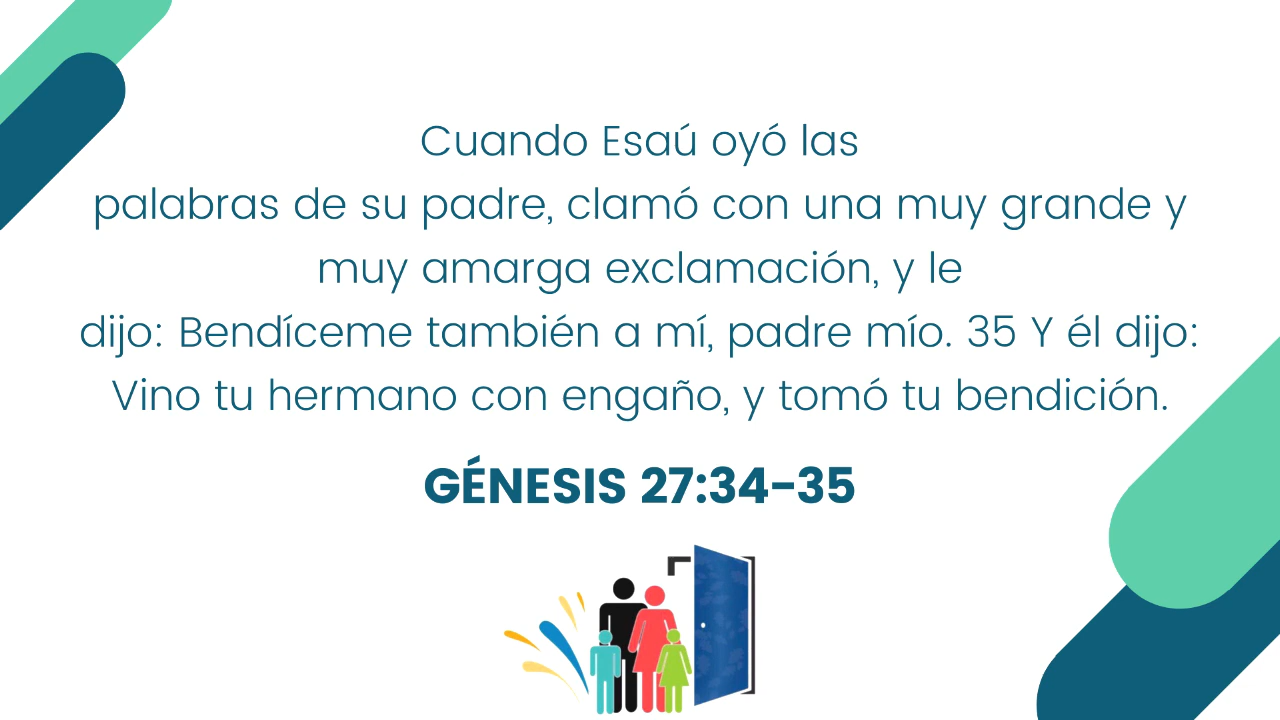 Cuando Esaú oyó las
palabras de su padre, clamó con una muy grande y
muy amarga exclamación, y le
dijo: Bendíceme también a mí, padre mío. 35 Y él dijo:
Vino tu hermano con engaño, y tomó tu bendición.
GÉNESIS 27:34-35